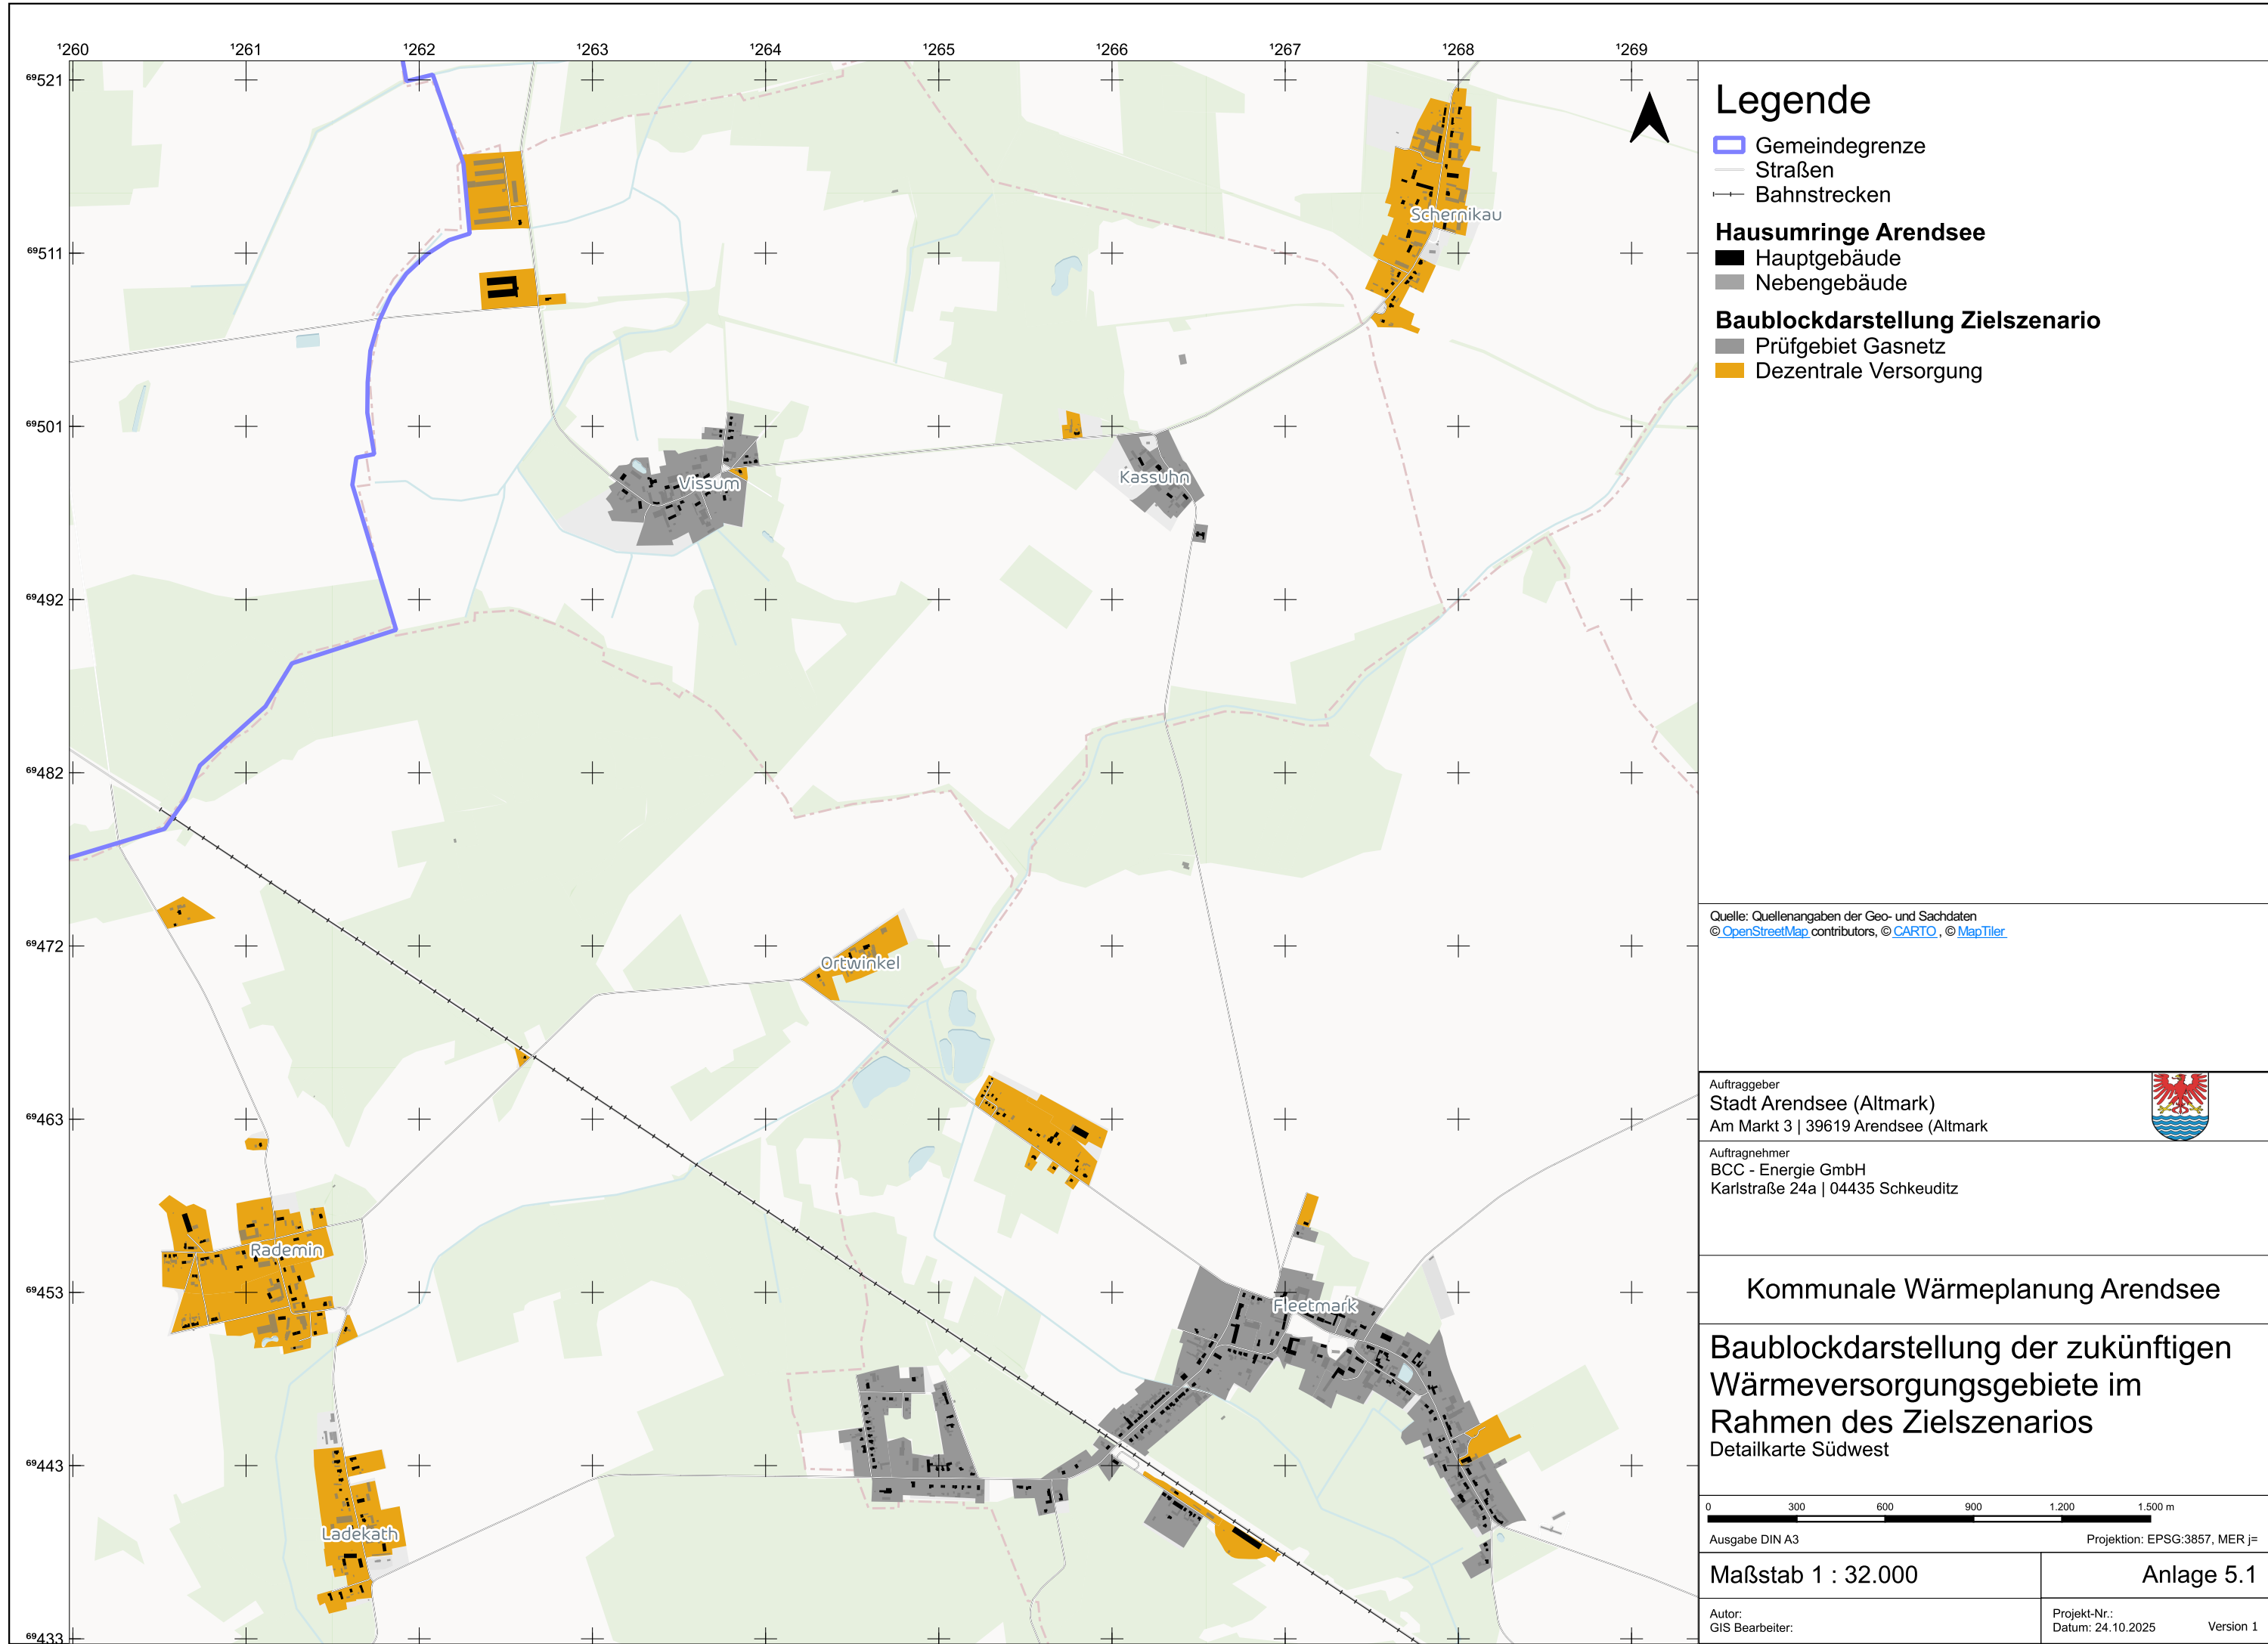 ¹260 ¹261 ¹262 ¹263 ¹264 ¹265 ¹266 ¹267 ¹268 ¹269
⁶⁹521
⁶⁹511
⁶⁹501
⁶⁹492
⁶⁹482
⁶⁹472
⁶⁹463
⁶⁹453
⁶⁹443
⁶⁹433
Schernikau
Vissum
Kassuhn
Ortwinkel
Rademin
Fleetmark
Ladekath
Legende
Gemeindegrenze
Straßen
Bahnstrecken
Hausumringe Arendsee
Hauptgebäude
Nebengebäude
Baublockdarstellung Zielszenario
Prüfgebiet Gasnetz
Dezentrale Versorgung
Quelle: Quellenangaben der Geo- und Sachdaten
© OpenStreetMap contributors, © CARTO , © MapTiler
Auftraggeber
Stadt Arendsee (Altmark)
Am Markt 3 | 39619 Arendsee (Altmark
Auftragnehmer
BCC - Energie GmbH
Karlstraße 24a | 04435 Schkeuditz
Kommunale Wärmeplanung Arendsee
Baublockdarstellung der zukünftigen
Wärmeversorgungsgebiete im
Rahmen des Zielszenarios
Detailkarte Südwest
0 300 600 900 1.200 1.500 m
Ausgabe DIN A3 Projektion: EPSG:3857, MER j=
Maßstab 1 : 32.000 Anlage 5.1
Autor:
GIS Bearbeiter:
Projekt-Nr.:
Datum: 24.10.2025 Version 1